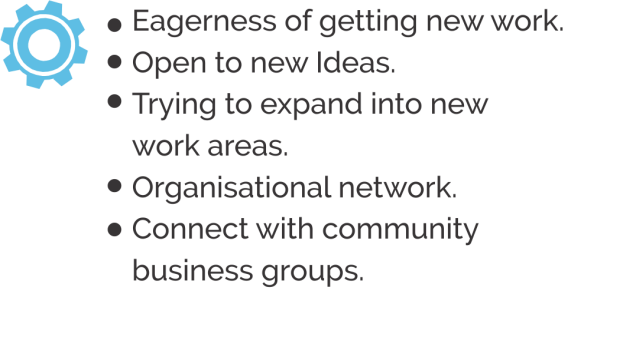 • Eagerness of getting new work.
• Open to new Ideas.
• Trying to expand into new
work areas.
• Organisational network.
• Connect with community
business groups.